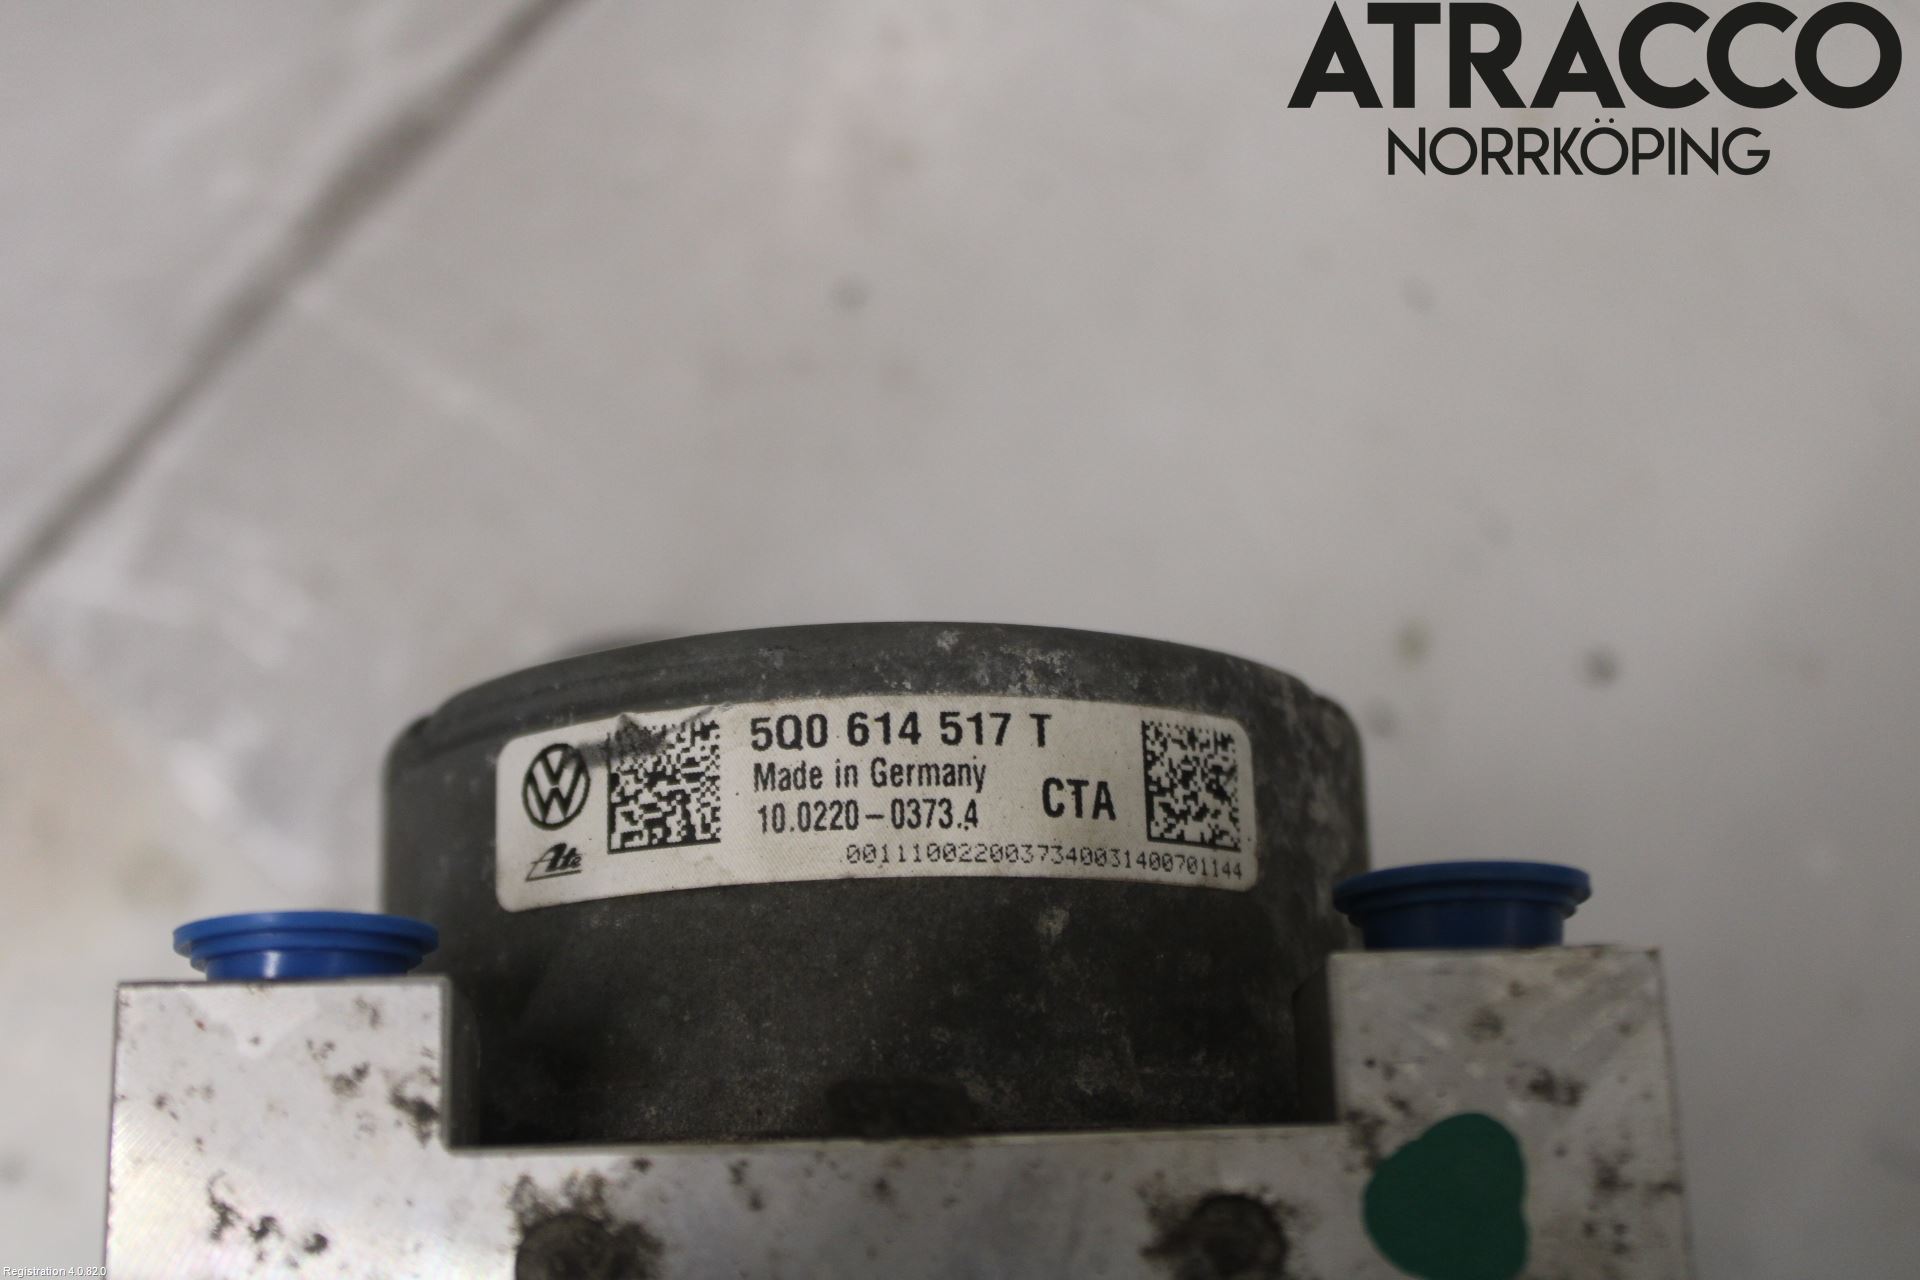 ATRACCO
NORRKÖPING
5Q0 614 517 T
Made in Germany
10.0220-0373.4 CTA
Ate
0011100220037340031400701144
Registration 4.0.82.0